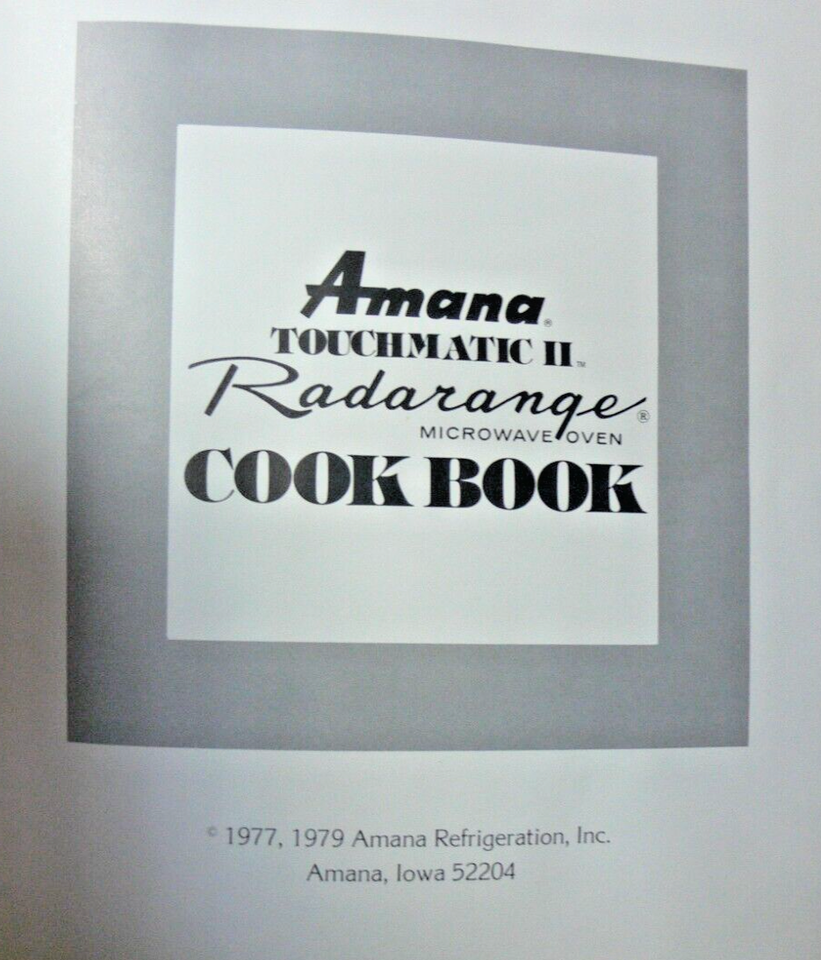 Amana®
TOUCHMATIC II™
Radarange®
MICROWAVE OVEN
COOK BOOK
© 1977, 1979 Amana Refrigeration, Inc.
Amana, Iowa 52204